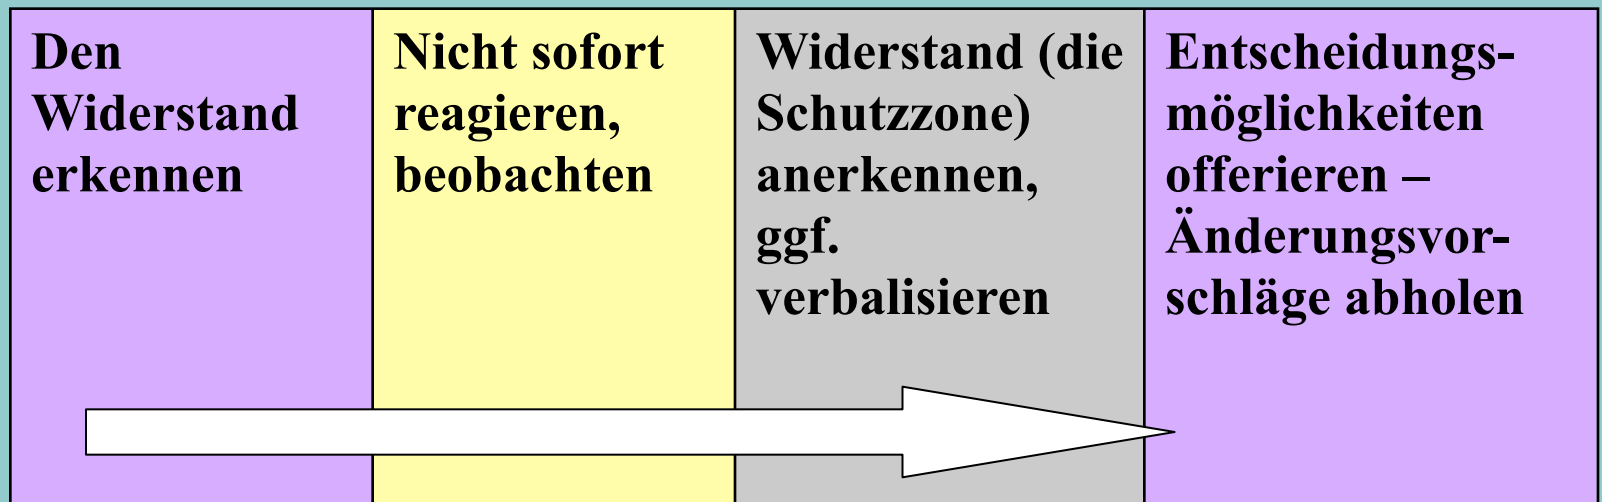 Den
Widerstand
erkennen
Nicht sofort
reagieren,
beobachten
Widerstand (die
Schutzzone)
anerkennen,
ggf.
verbalisieren
Entscheidungs-
möglichkeiten
offerieren –
Änderungsvor-
schläge abholen